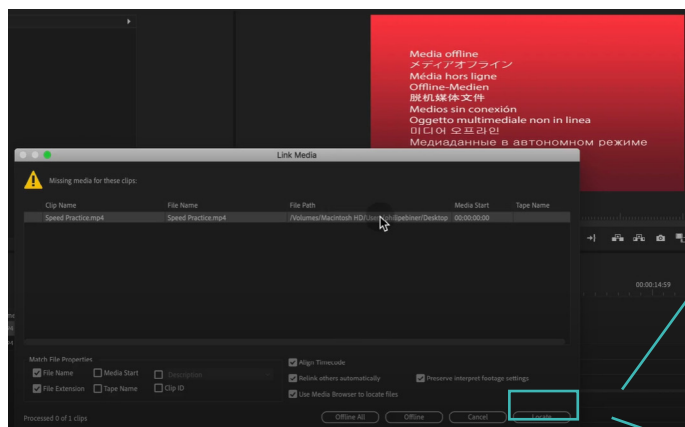 Media offline
メディアオフライン
Média hors ligne
Offline-Medien
脱机媒体文件
Medios sin conexión
Oggetto multimediale non in linea
미디어 오프라인
Медиаданные в автономном режиме
Link Media
Missing media for these clips:
Clip Name File Name File Path Media Start Tape Name
Speed Practice.mp4 Speed Practice.mp4 /Volumes/Macintosh HD/ 00:00:00:00
00:00:14:59
Match File Properties
File Name Media Start Description
File Extension Tape Name Clip ID
Align Timecode
Relink others automatically Preserve interpret footage settings
Use Media Browser to locate files
Processed 0 of 1 clips
Offline All Offline Cancel Locate